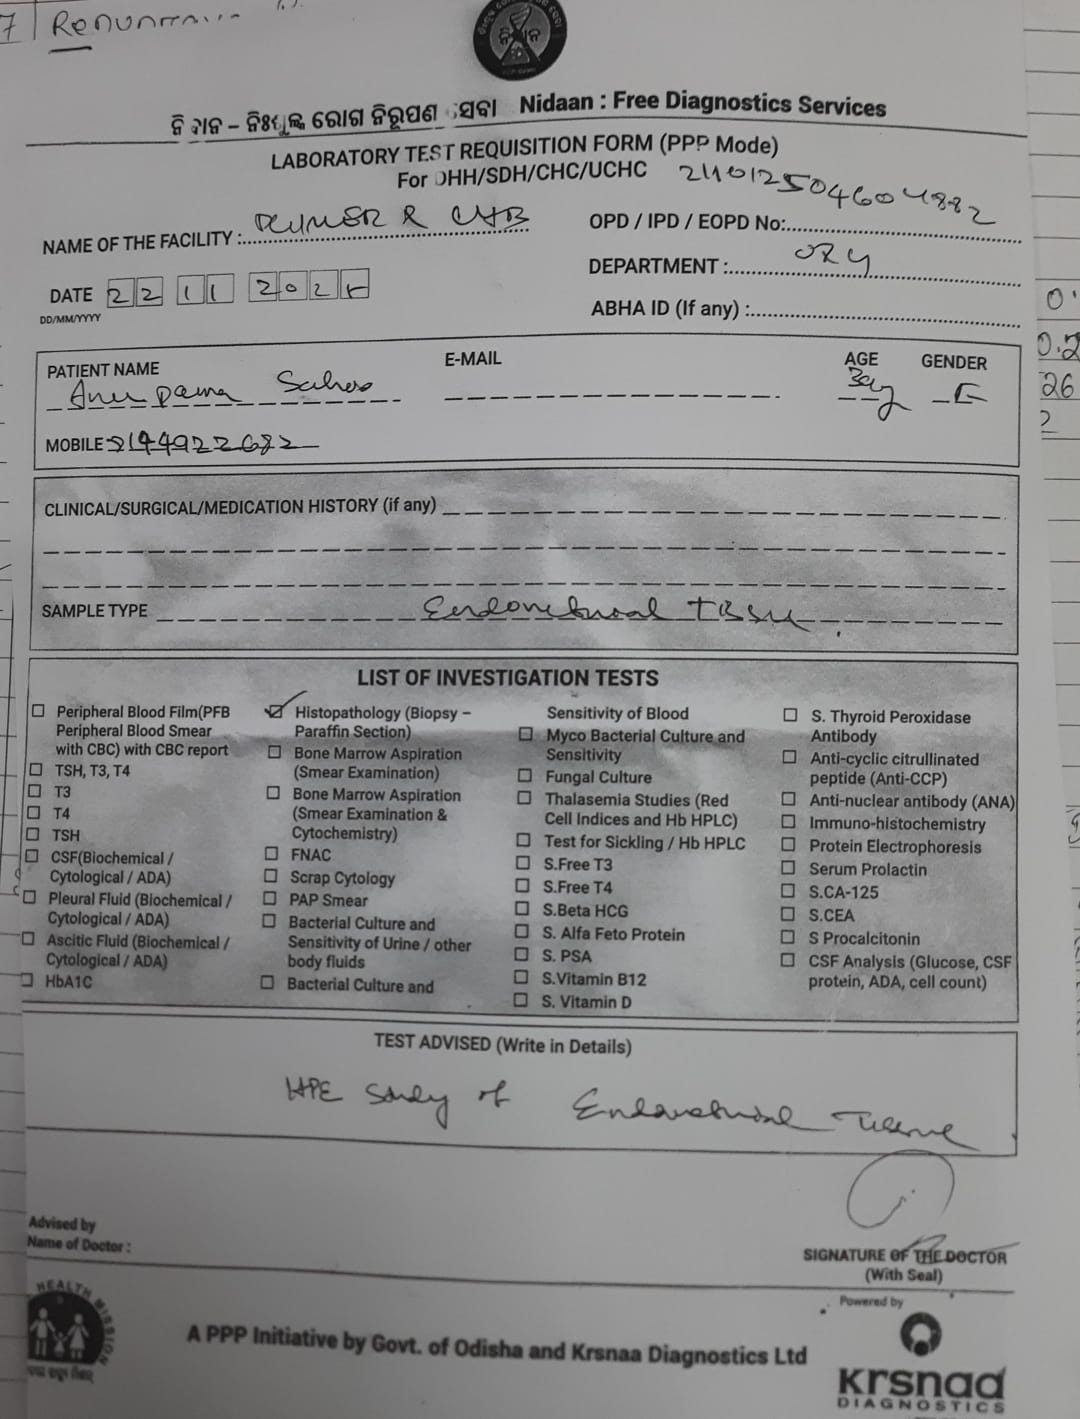 ନିଦାନ – ନିଃଶୁଳ୍କ ରୋଗ ନିରୂପଣ ସେବା Nidaan : Free Diagnostics Services
LABORATORY TEST REQUISITION FORM (PPP Mode)
For DHH/SDH/CHC/UCHC
NAME OF THE FACILITY :
OPD / IPD / EOPD No:
DEPARTMENT :
DATE 22 11 202
DD/MM/YYYY
ABHA ID (If any) :
PATIENT NAME
E-MAIL
AGE GENDER
Anupama F
MOBILE
CLINICAL/SURGICAL/MEDICATION HISTORY (if any)
SAMPLE TYPE Endometrial
LIST OF INVESTIGATION TESTS
Peripheral Blood Film(PFB
Peripheral Blood Smear
with CBC) with CBC report
TSH, T3, T4
T3
T4
TSH
CSF(Biochemical /
Cytological / ADA)
Pleural Fluid (Biochemical /
Cytological / ADA)
Ascitic Fluid (Biochemical /
Cytological / ADA)
HbA1C
Histopathology (Biopsy –
Paraffin Section)
Bone Marrow Aspiration
(Smear Examination)
Bone Marrow Aspiration
(Smear Examination &
Cytochemistry)
FNAC
Scrap Cytology
PAP Smear
Bacterial Culture and
Sensitivity of Urine / other
body fluids
Bacterial Culture and
Sensitivity of Blood
Myco Bacterial Culture and
Sensitivity
Fungal Culture
Thalasemia Studies (Red
Cell Indices and Hb HPLC)
Test for Sickling / Hb HPLC
S.Free T3
S.Free T4
S.Beta HCG
S. Alfa Feto Protein
S. PSA
S.Vitamin B12
S. Vitamin D
S. Thyroid Peroxidase
Antibody
Anti-cyclic citrullinated
peptide (Anti-CCP)
Anti-nuclear antibody (ANA)
Immuno-histochemistry
Protein Electrophoresis
Serum Prolactin
S.CA-125
S.CEA
S Procalcitonin
CSF Analysis (Glucose, CSF
protein, ADA, cell count)
TEST ADVISED (Write in Details)
HPE Study of Endometrial Tissue
Advised by
Name of Doctor :
SIGNATURE OF THE DOCTOR
(With Seal)
HEALTH MISSION
A PPP Initiative by Govt. of Odisha and Krsnaa Diagnostics Ltd
Powered by
krsnaa
DIAGNOSTICS